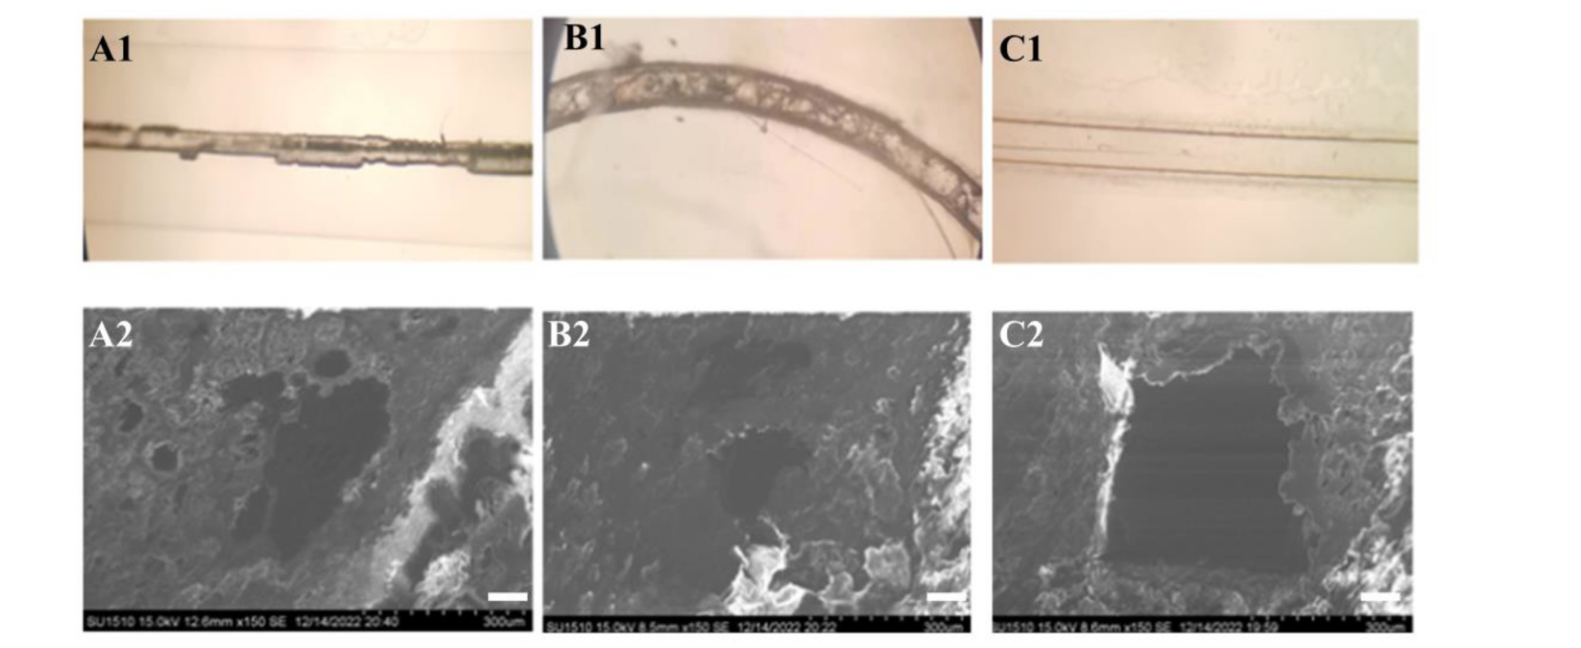 A1
B1
C1
A2
B2
C2
SU1510 15.0kV 12.6mm x150 SE 12/14/2022 20:40 300um
SU1510 15.0kV 8.5mm x150 SE 12/14/2022 20:22 300um
SU1510 15.0kV 8.6mm x150 SE 12/14/2022 19:59 300um